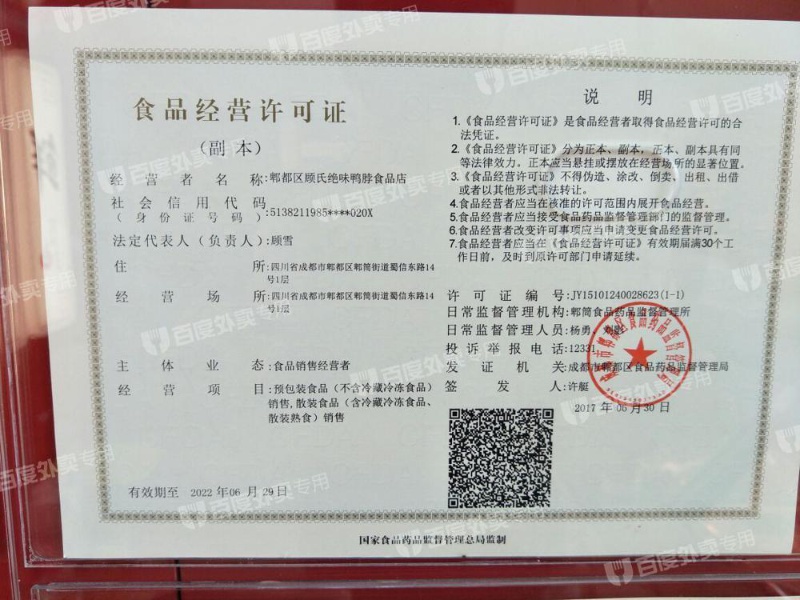 食品经营许可证
（副本）
经营者名称:郫都区顾氏绝味鸭脖食品店
社会信用代码
（身份证号码）:5138211985****020X
法定代表人（负责人）:顾雪
住所:四川省成都市郫都区郫筒街道蜀信东路14
号1层
经营场所:四川省成都市郫都区郫筒街道蜀信东路14
号1层
主体业态:食品销售经营者
经营项目:预包装食品（不含冷藏冷冻食品）
销售,散装食品（含冷藏冷冻食品、
散装熟食）销售
有效期至 2022年06月29日
说明
1.《食品经营许可证》是食品经营者取得食品经营许可的合
法凭证。
2.《食品经营许可证》分为正本、副本，正本、副本具有同
等法律效力。正本应当悬挂或摆放在经营场所的显著位置。
3.《食品经营许可证》不得伪造、涂改、倒卖、出租、出借
或者以其他形式非法转让。
4.食品经营者应当在核准的许可范围内开展食品经营。
5.食品经营者应当接受食品药品监督管理部门的监督管理。
6.食品经营者改变许可事项应当申请变更食品经营许可。
7.食品经营者应当在《食品经营许可证》有效期届满30个工
作日前，及时到原许可部门申请延续。
许可证编号:JY15101240028623(1-1)
日常监督管理机构:郫筒食品药品监督管理所
日常监督管理人员:杨勇、刘
投诉举报电话:12331
发证机关:成都市郫都区食品药品监督管理局
签发人:许艇
2017年06月30日
国家食品药品监督管理总局监制
百度外卖专用